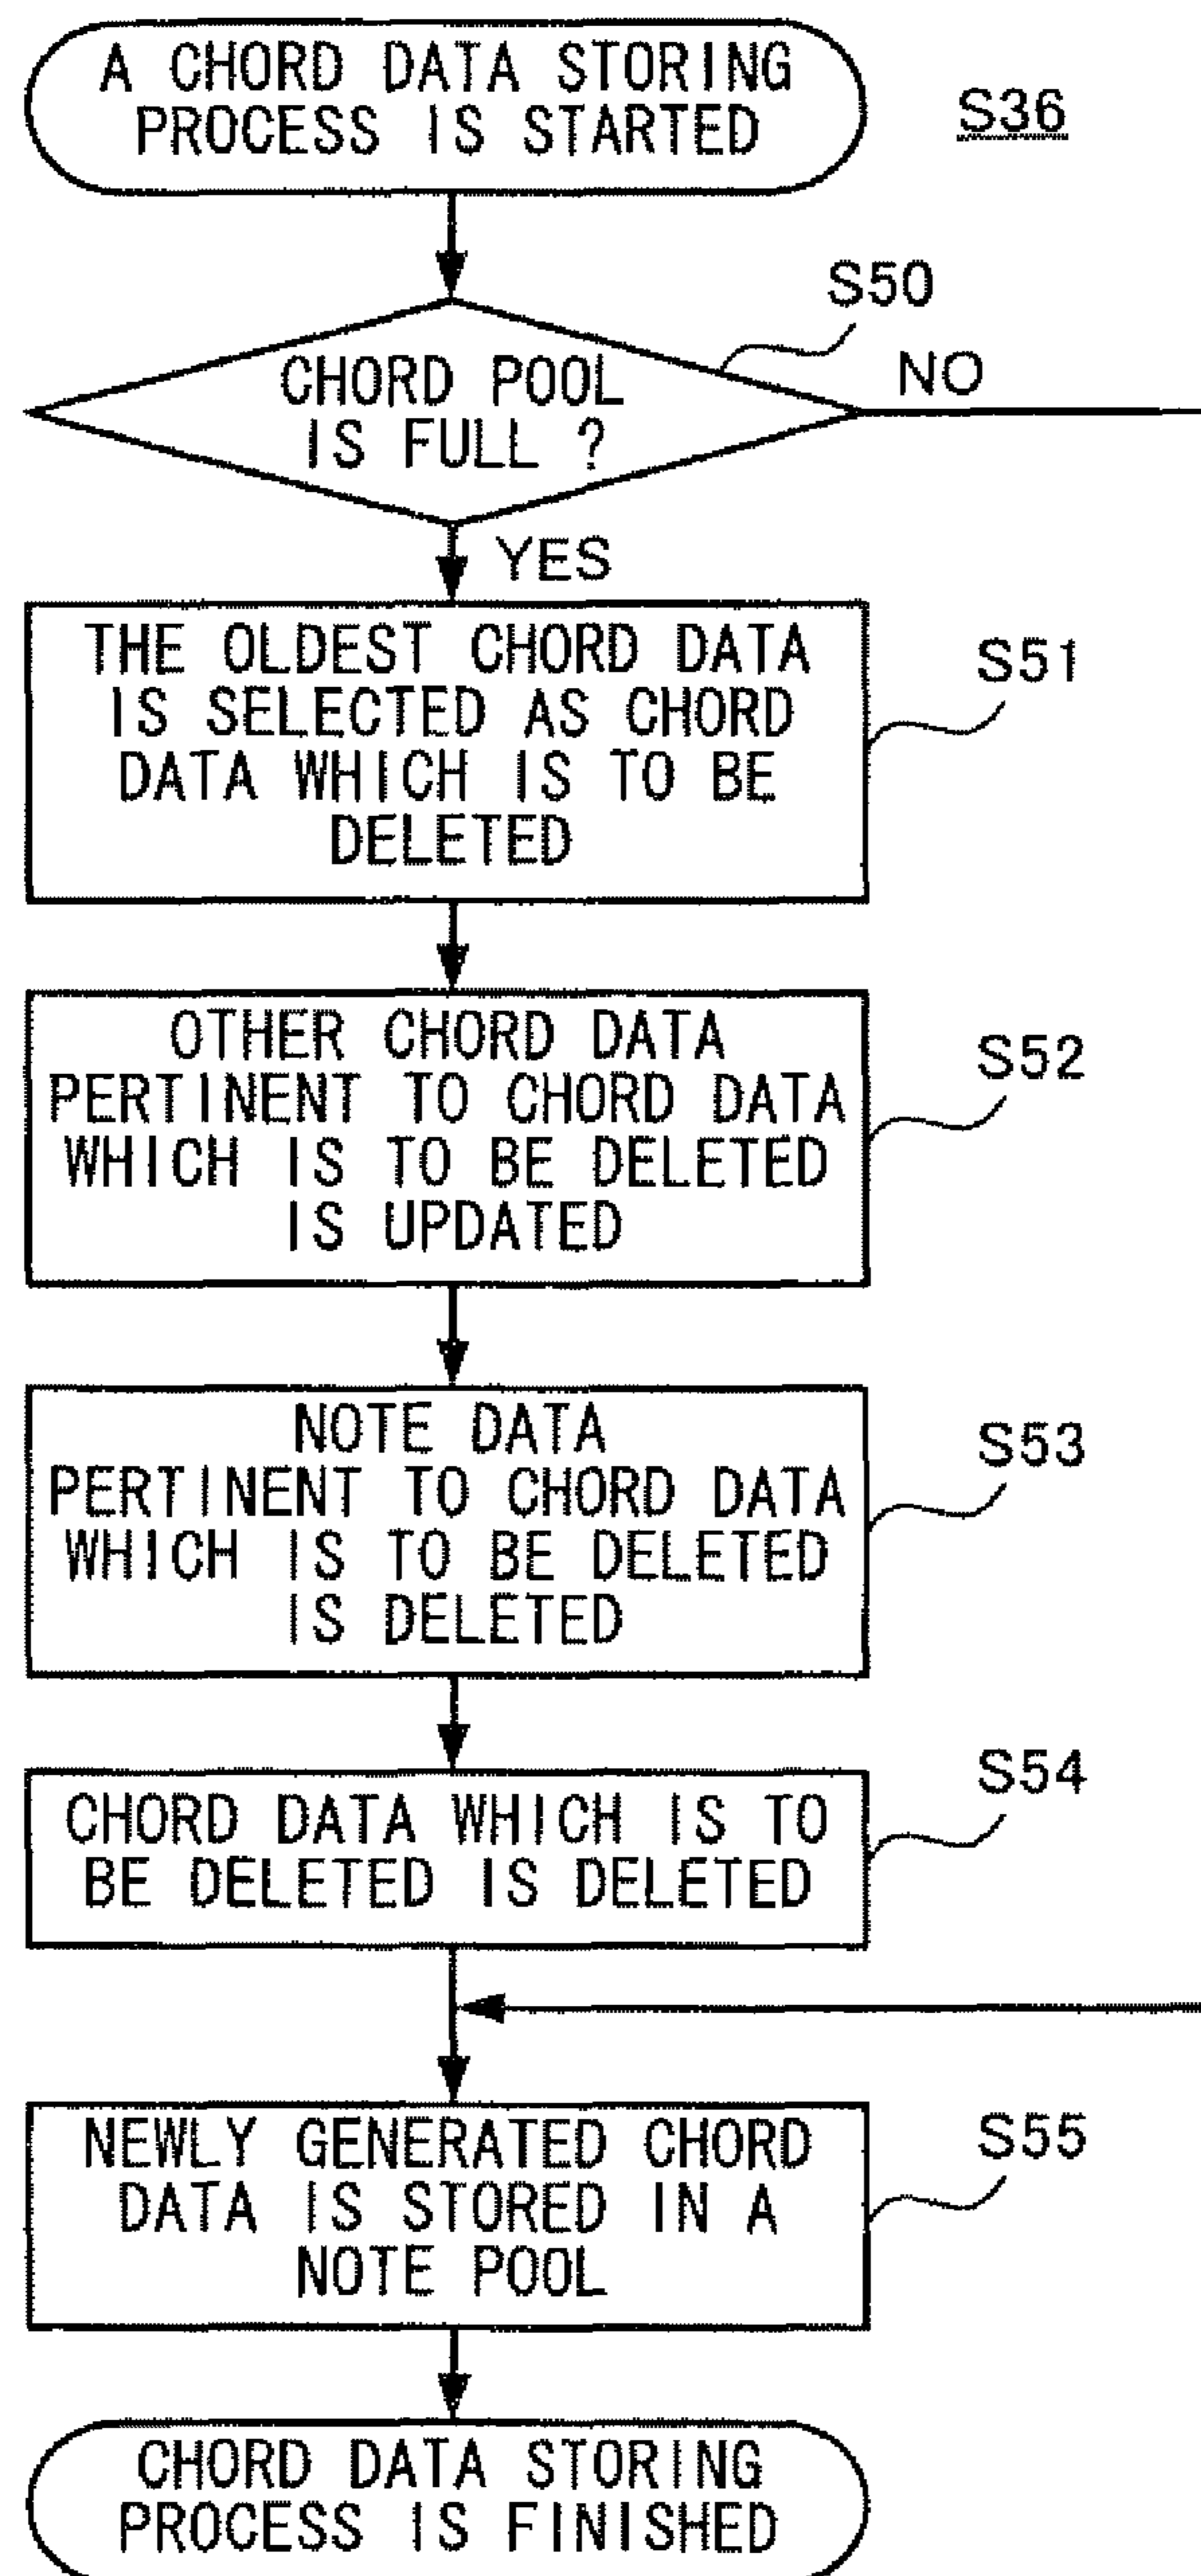 A CHORD DATA STORING
PROCESS IS STARTED
S36
S50
CHORD POOL
IS FULL ?
NO
YES
THE OLDEST CHORD DATA
IS SELECTED AS CHORD
DATA WHICH IS TO BE
DELETED
S51
OTHER CHORD DATA
PERTINENT TO CHORD DATA
WHICH IS TO BE DELETED
IS UPDATED
S52
NOTE DATA
PERTINENT TO CHORD DATA
WHICH IS TO BE DELETED
IS DELETED
S53
CHORD DATA WHICH IS TO
BE DELETED IS DELETED
S54
NEWLY GENERATED CHORD
DATA IS STORED IN A
NOTE POOL
S55
CHORD DATA STORING
PROCESS IS FINISHED